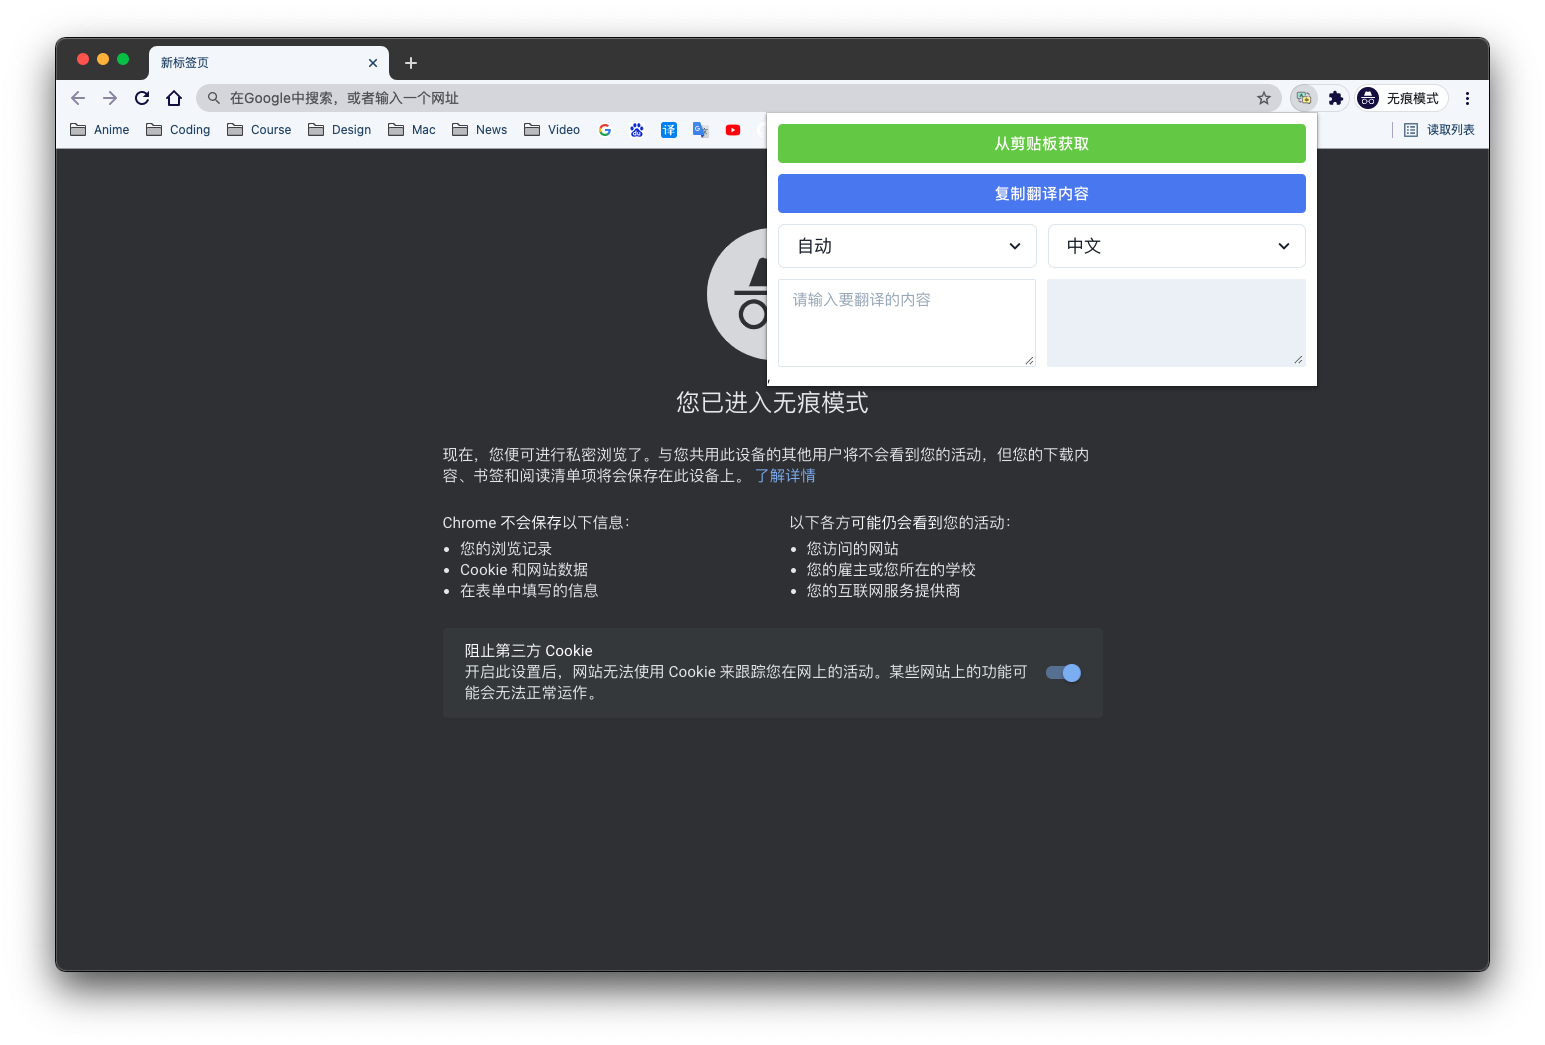 新标签页
在Google中搜索，或者输入一个网址
无痕模式
Anime
Coding
Course
Design
Mac
News
Video
译
读取列表
从剪贴板获取
复制翻译内容
自动
中文
请输入要翻译的内容
您已进入无痕模式
现在，您便可进行私密浏览了。与您共用此设备的其他用户将不会看到您的活动，但您的下载内
容、书签和阅读清单项将会保存在此设备上。 了解详情
Chrome 不会保存以下信息：
您的浏览记录
Cookie 和网站数据
在表单中填写的信息
以下各方可能仍会看到您的活动：
您访问的网站
您的雇主或您所在的学校
您的互联网服务提供商
阻止第三方 Cookie
开启此设置后，网站无法使用 Cookie 来跟踪您在网上的活动。某些网站上的功能可
能会无法正常运作。